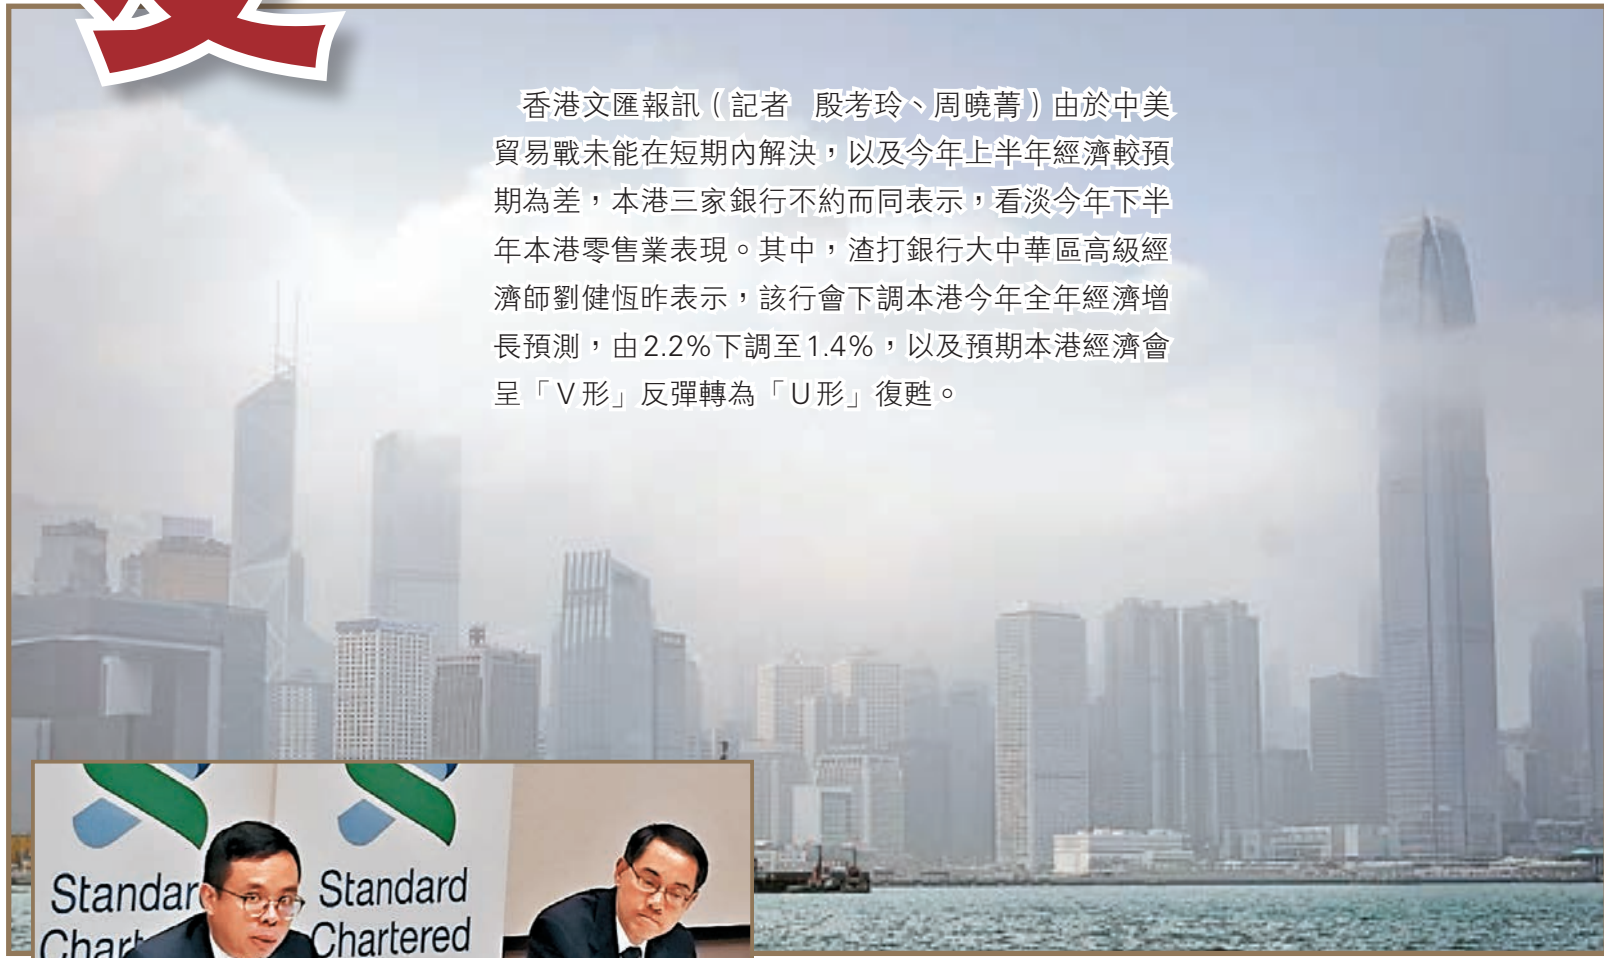 香港文匯報訊（記者　殷考玲、周曉菁）由於中美
貿易戰未能在短期內解決，以及今年上半年經濟較預
期為差，本港三家銀行不約而同表示，看淡今年下半
年本港零售業表現。其中，渣打銀行大中華區高級經
濟師劉健恆昨表示，該行會下調本港今年全年經濟增
長預測，由2.2%下調至1.4%，以及預期本港經濟會
呈「V形」反彈轉為「U形」復甦。
Standard
Chartered